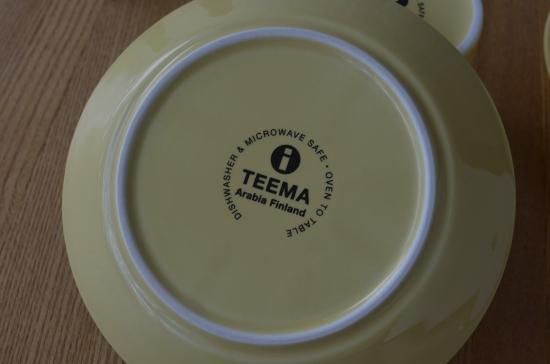 DISHWASHER & MICROWAVE SAFE • OVEN TO TABLE
i
TEEMA
Arabia Finland